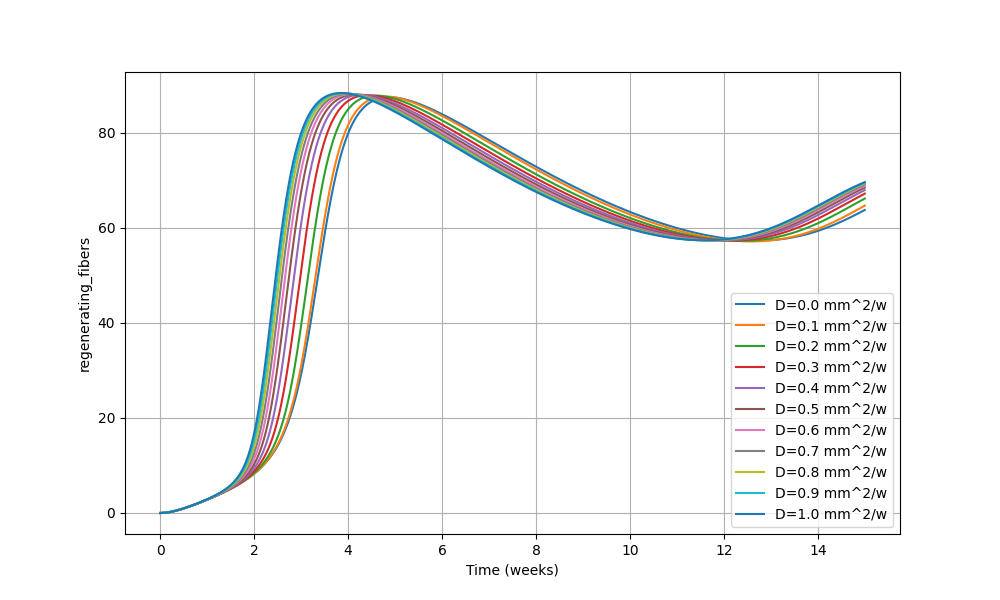 regenerating_fibers
80
60
40
20
0
D=0.0 mm^2/w
D=0.1 mm^2/w
D=0.2 mm^2/w
D=0.3 mm^2/w
D=0.4 mm^2/w
D=0.5 mm^2/w
D=0.6 mm^2/w
D=0.7 mm^2/w
D=0.8 mm^2/w
D=0.9 mm^2/w
D=1.0 mm^2/w
0 2 4 6 8 10 12 14
Time (weeks)